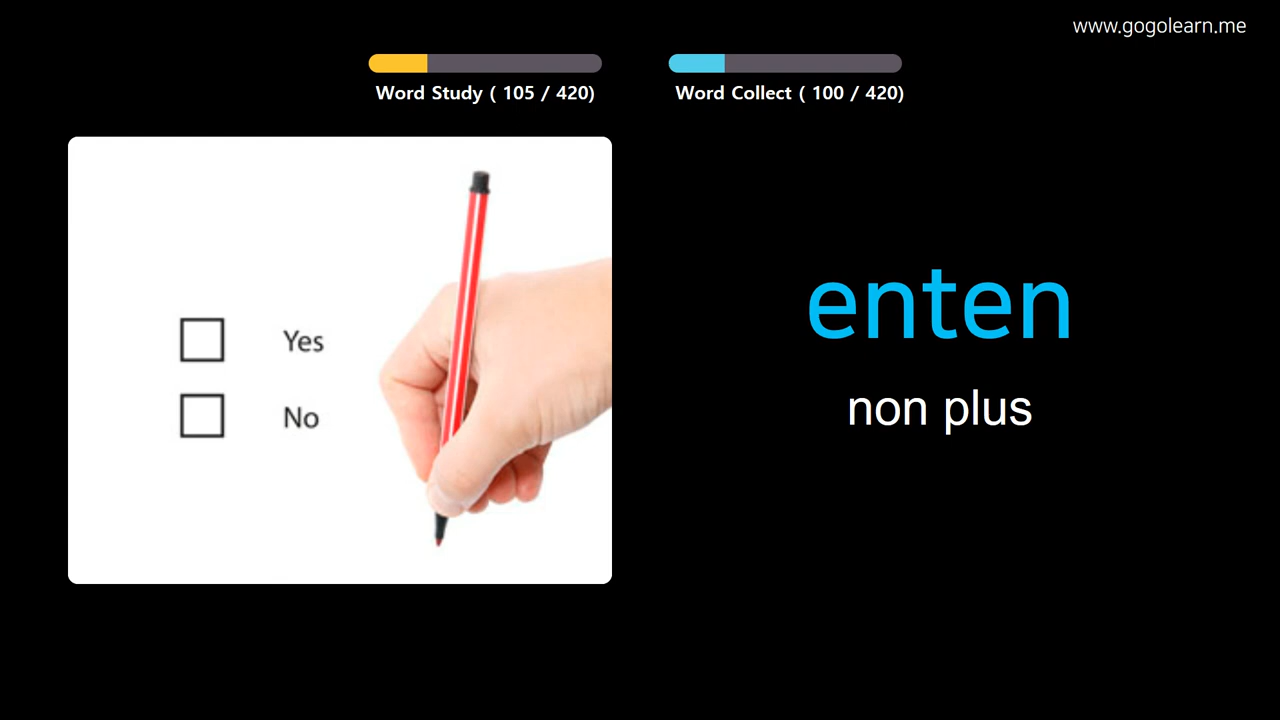 www.gogolearn.me
Word Study ( 105 / 420)
Word Collect ( 100 / 420)
Yes
No
enten
non plus